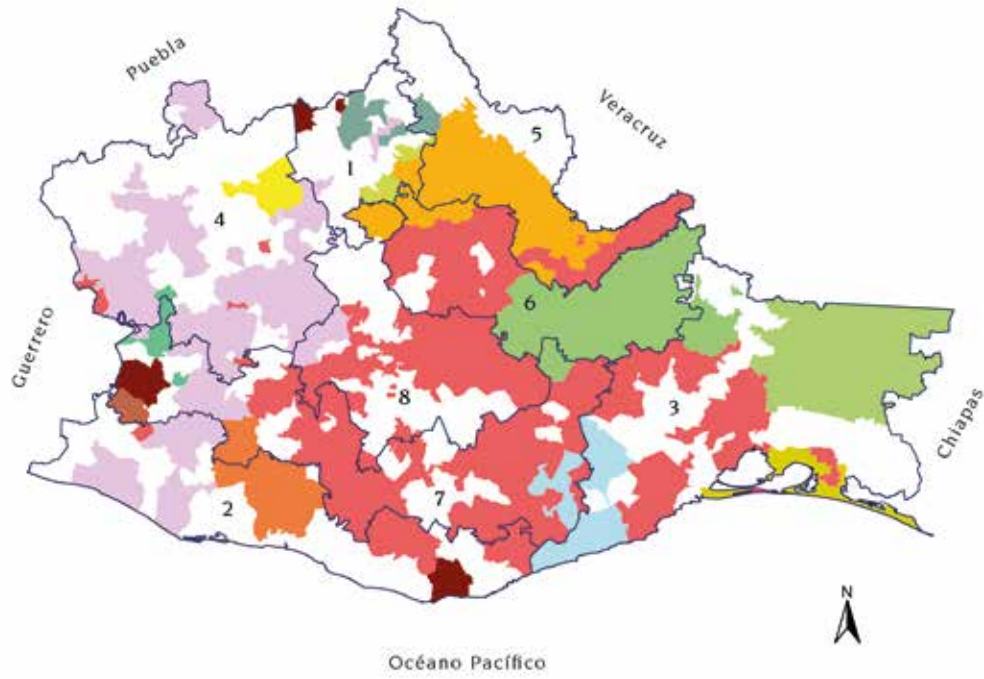 Puebla
Veracruz
5
1
4
6
Guerrero
8
3
Chiapas
7
2
N
Océano Pacífico